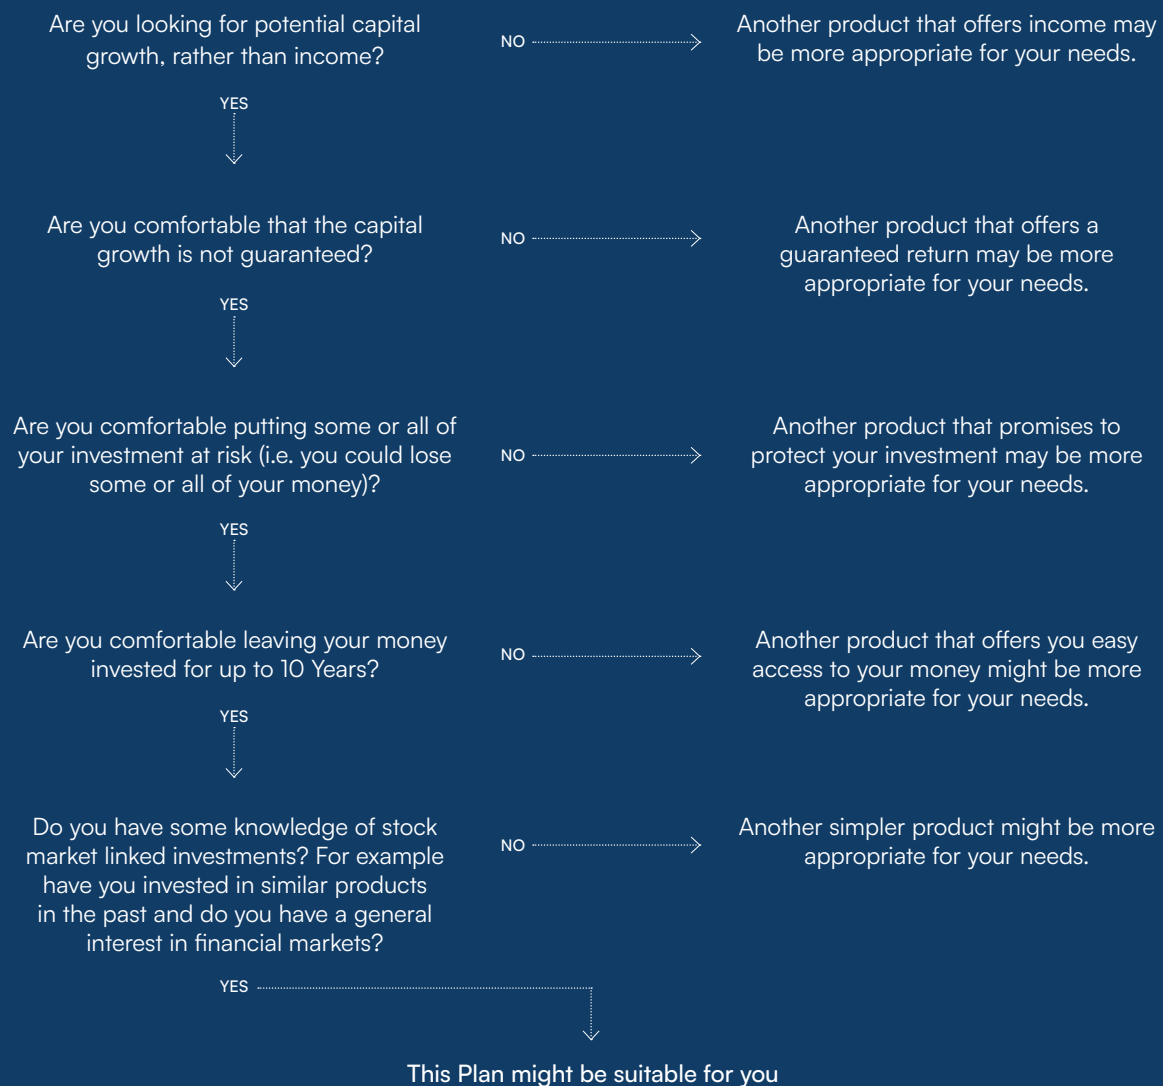 Are you looking for potential capital
growth, rather than income?
NO
Another product that offers income may
be more appropriate for your needs.
YES
Are you comfortable that the capital
growth is not guaranteed?
NO
Another product that offers a
guaranteed return may be more
appropriate for your needs.
YES
Are you comfortable putting some or all of
your investment at risk (i.e. you could lose
some or all of your money)?
NO
Another product that promises to
protect your investment may be more
appropriate for your needs.
YES
Are you comfortable leaving your money
invested for up to 10 Years?
NO
Another product that offers you easy
access to your money might be more
appropriate for your needs.
YES
Do you have some knowledge of stock
market linked investments? For example
have you invested in similar products
in the past and do you have a general
interest in financial markets?
NO
Another simpler product might be more
appropriate for your needs.
YES
This Plan might be suitable for you